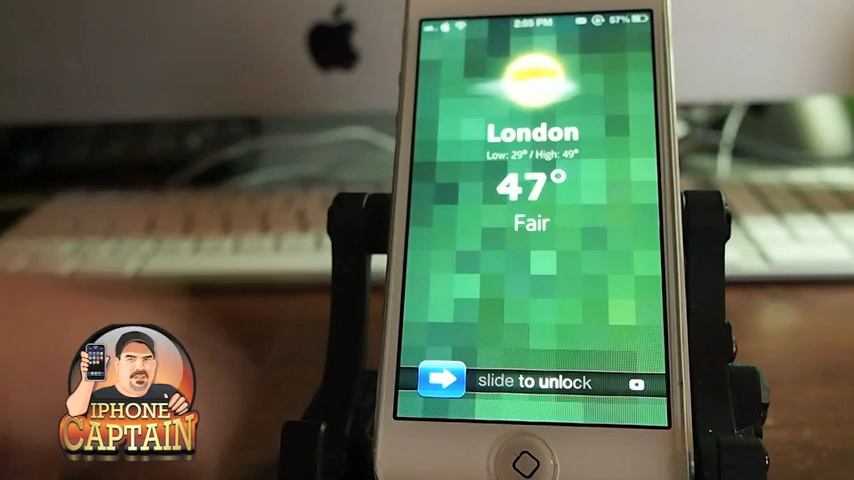 2:55 PM 57%
London
Low: 29° / High: 49°
47°
Fair
slide to unlock
IPHONE
CAPTAIN